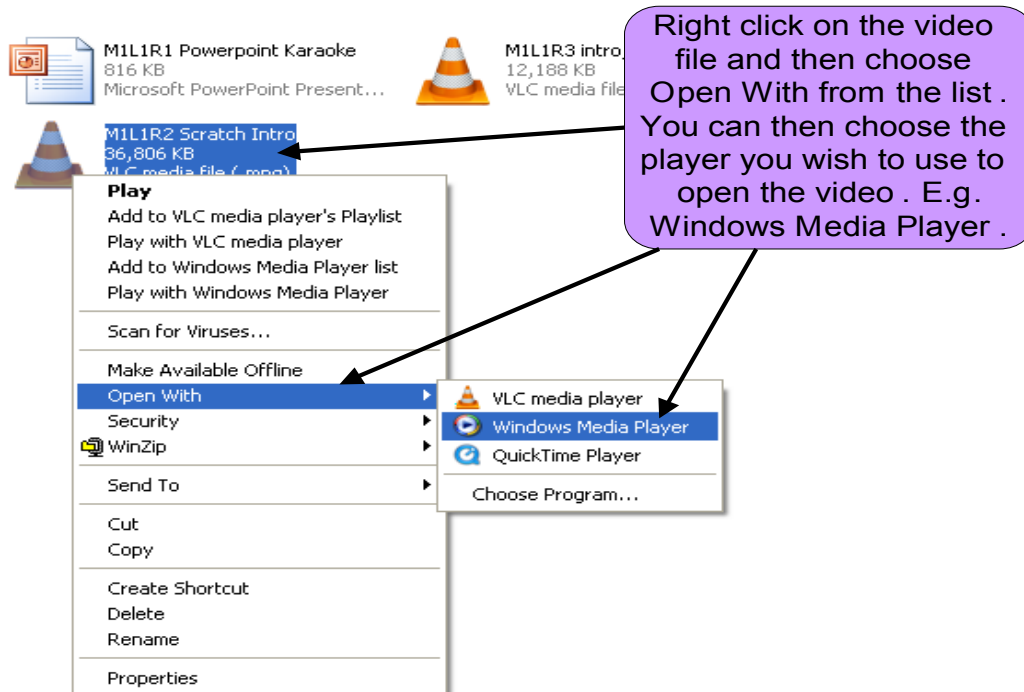 M1L1R1 Powerpoint Karaoke
816 KB
Microsoft PowerPoint Present...
M1L1R3 intro
12,188 KB
VLC media file
Right click on the video
file and then choose
Open With from the list .
You can then choose the
player you wish to use to
open the video . E.g.
Windows Media Player .
M1L1R2 Scratch Intro
36,806 KB
VLC media file (.mpg)
Play
Add to VLC media player's Playlist
Play with VLC media player
Add to Windows Media Player list
Play with Windows Media Player
Scan for Viruses...
Make Available Offline
Open With
Security
WinZip
Send To
Cut
Copy
Create Shortcut
Delete
Rename
Properties
VLC media player
Windows Media Player
QuickTime Player
Choose Program...